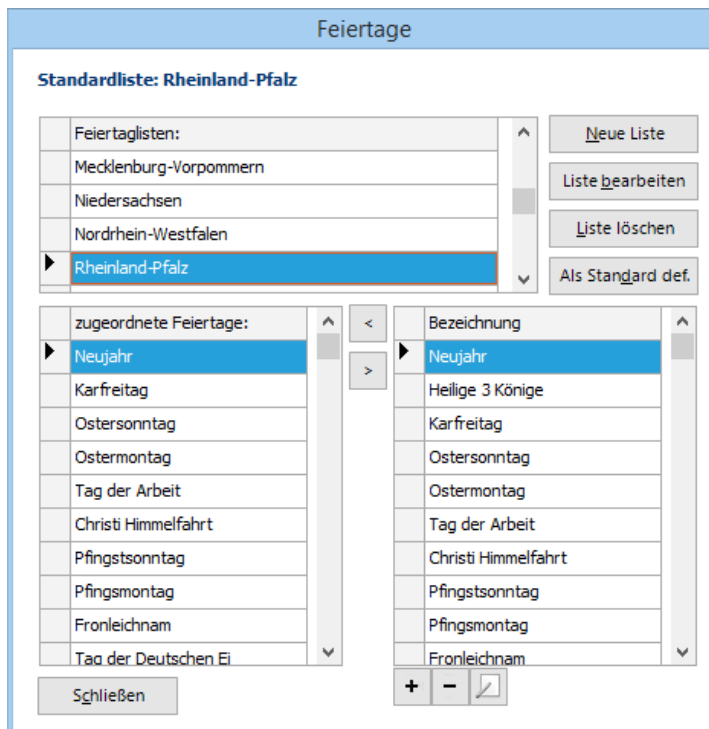 Feiertage
Standardliste: Rheinland-Pfalz
Feiertaglisten:
Mecklenburg-Vorpommern
Niedersachsen
Nordrhein-Westfalen
Rheinland-Pfalz
Neue Liste
Liste bearbeiten
Liste löschen
Als Standard def.
zugeordnete Feiertage:
Neujahr
Karfreitag
Ostersonntag
Ostermontag
Tag der Arbeit
Christi Himmelfahrt
Pfingstsonntag
Pfingsmontag
Fronleichnam
Tag der Deutschen Ei
<
>
Bezeichnung
Neujahr
Heilige 3 Könige
Karfreitag
Ostersonntag
Ostermontag
Tag der Arbeit
Christi Himmelfahrt
Pfingstsonntag
Pfingsmontag
Fronleichnam
+ −
Schließen